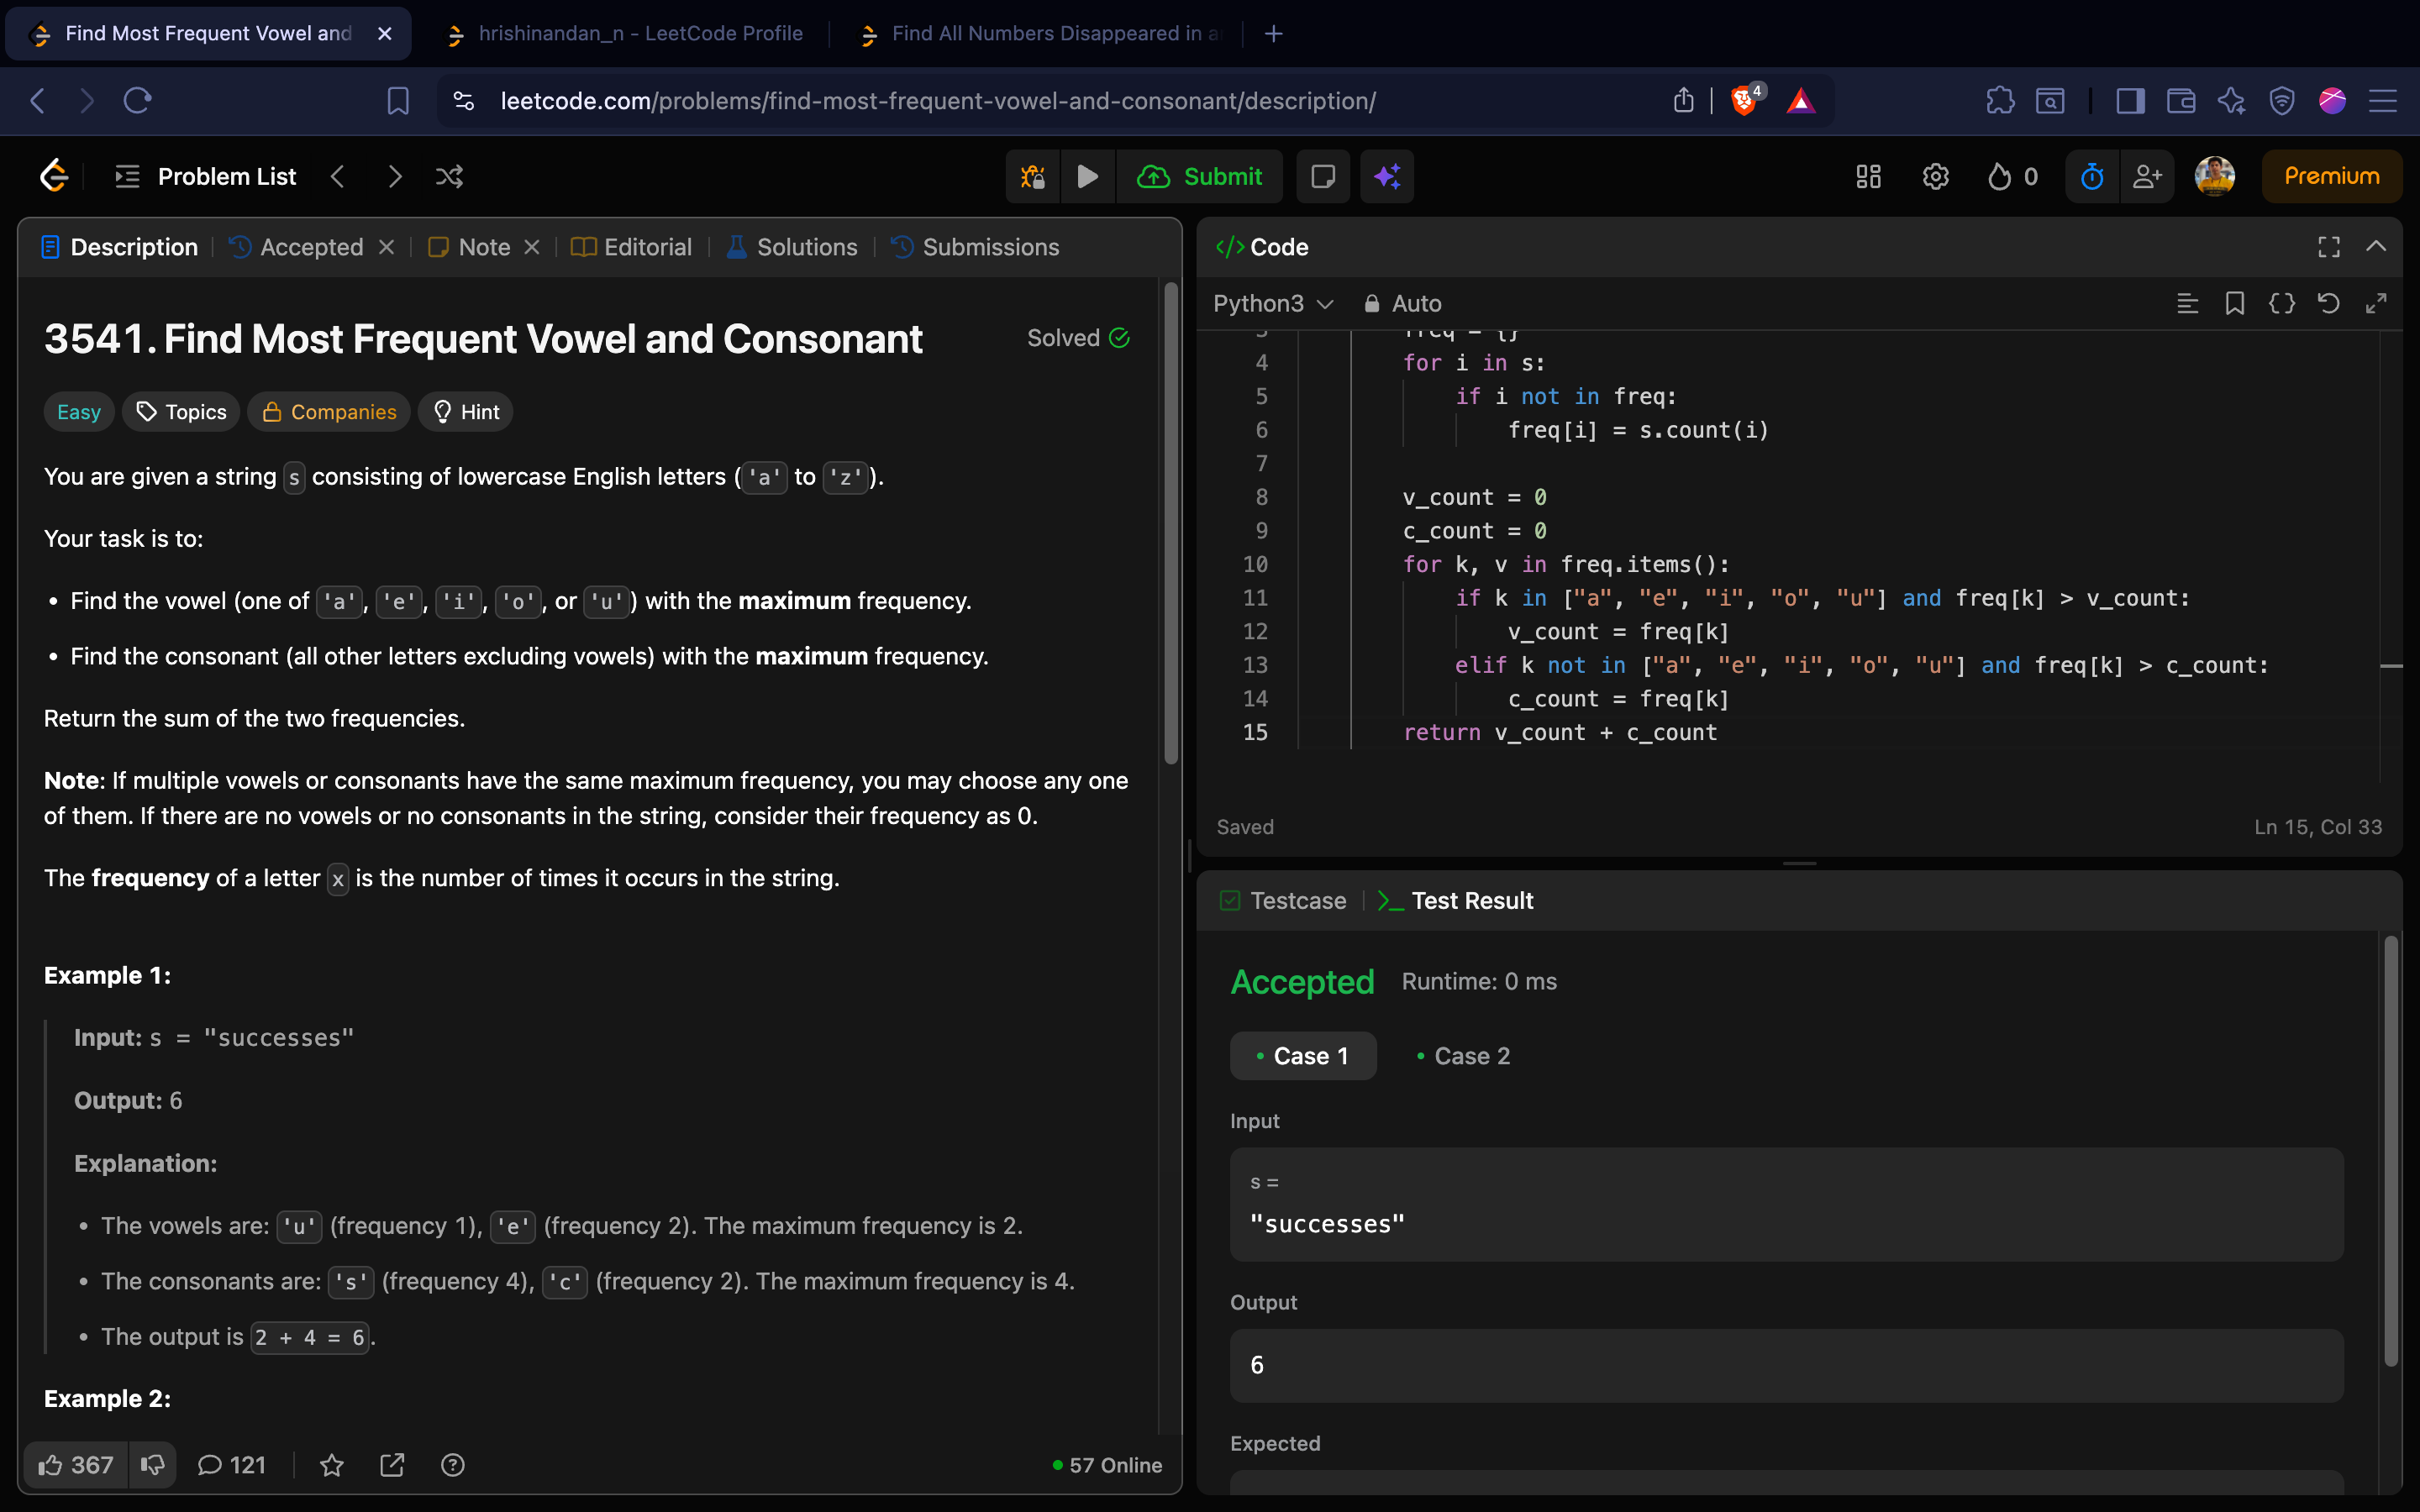 Find Most Frequent Vowel and
hrishinandan_n - LeetCode Profile
Find All Numbers Disappeared in a
leetcode.com/problems/find-most-frequent-vowel-and-consonant/description/
4
Problem List
Submit
0
Premium
Description
Accepted
Note
Editorial
Solutions
Submissions
3541. Find Most Frequent Vowel and Consonant
Solved
Easy
Topics
Companies
Hint
You are given a string s consisting of lowercase English letters ('a' to 'z').
Your task is to:
• Find the vowel (one of 'a', 'e', 'i', 'o', or 'u') with the maximum frequency.
• Find the consonant (all other letters excluding vowels) with the maximum frequency.
Return the sum of the two frequencies.
Note: If multiple vowels or consonants have the same maximum frequency, you may choose any one
of them. If there are no vowels or no consonants in the string, consider their frequency as 0.
The frequency of a letter x is the number of times it occurs in the string.
Example 1:
Input: s = "successes"
Output: 6
Explanation:
• The vowels are: 'u' (frequency 1), 'e' (frequency 2). The maximum frequency is 2.
• The consonants are: 's' (frequency 4), 'c' (frequency 2). The maximum frequency is 4.
• The output is 2 + 4 = 6.
Example 2:
367
121
57 Online
</> Code
Python3
Auto
3 freq = {}
4 for i in s:
5 if i not in freq:
6 freq[i] = s.count(i)
7
8 v_count = 0
9 c_count = 0
10 for k, v in freq.items():
11 if k in ["a", "e", "i", "o", "u"] and freq[k] > v_count:
12 v_count = freq[k]
13 elif k not in ["a", "e", "i", "o", "u"] and freq[k] > c_count:
14 c_count = freq[k]
15 return v_count + c_count
Saved
Ln 15, Col 33
Testcase
Test Result
Accepted
Runtime: 0 ms
• Case 1
• Case 2
Input
s =
"successes"
Output
6
Expected